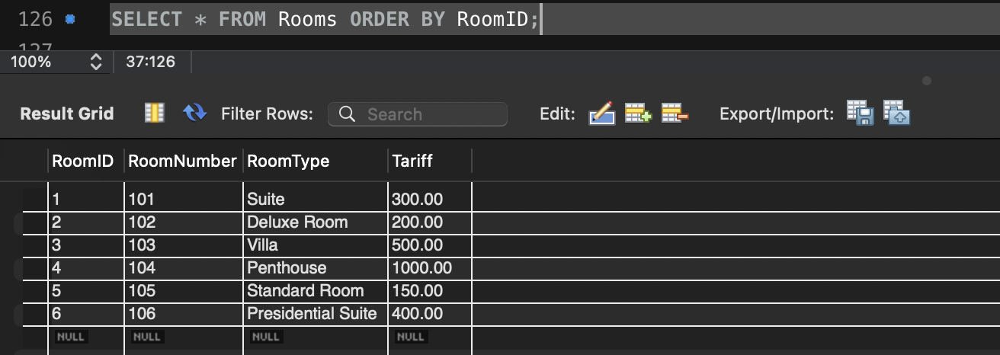 126 SELECT * FROM Rooms ORDER BY RoomID;
127
100% 37:126
Result Grid Filter Rows: Search Edit: Export/Import:
RoomID RoomNumber RoomType Tariff
1 101 Suite 300.00
2 102 Deluxe Room 200.00
3 103 Villa 500.00
4 104 Penthouse 1000.00
5 105 Standard Room 150.00
6 106 Presidential Suite 400.00
NULL NULL NULL NULL